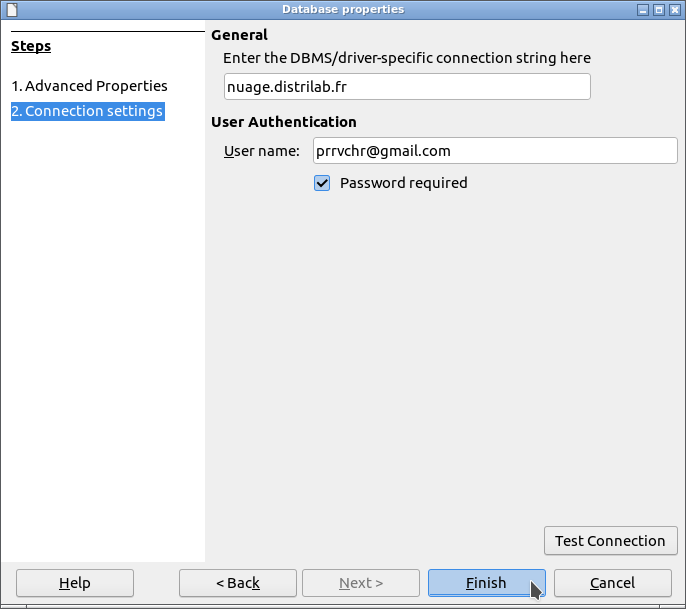 Database properties
Steps
1. Advanced Properties
2. Connection settings
General
Enter the DBMS/driver-specific connection string here
nuage.distrilab.fr
User Authentication
User name: prrvchr@gmail.com
Password required
Test Connection
Help < Back Next > Finish Cancel